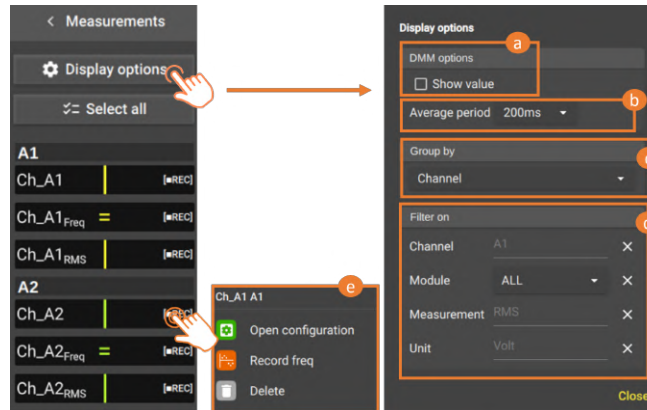 < Measurements
Display options
Select all
A1
Ch_A1 [■REC]
Ch_A1Freq = [■REC]
Ch_A1RMS [■REC]
A2
Ch_A2 [■REC]
Ch_A2Freq = [■REC]
Ch_A2RMS [■REC]
Ch_A1 A1
e
Open configuration
Record freq
Delete
Display options
a
DMM options
Show value
b
Average period 200ms
Group by
Channel
Filter on
Channel A1 ×
Module ALL ×
Measurement RMS ×
Unit Volt ×
Close